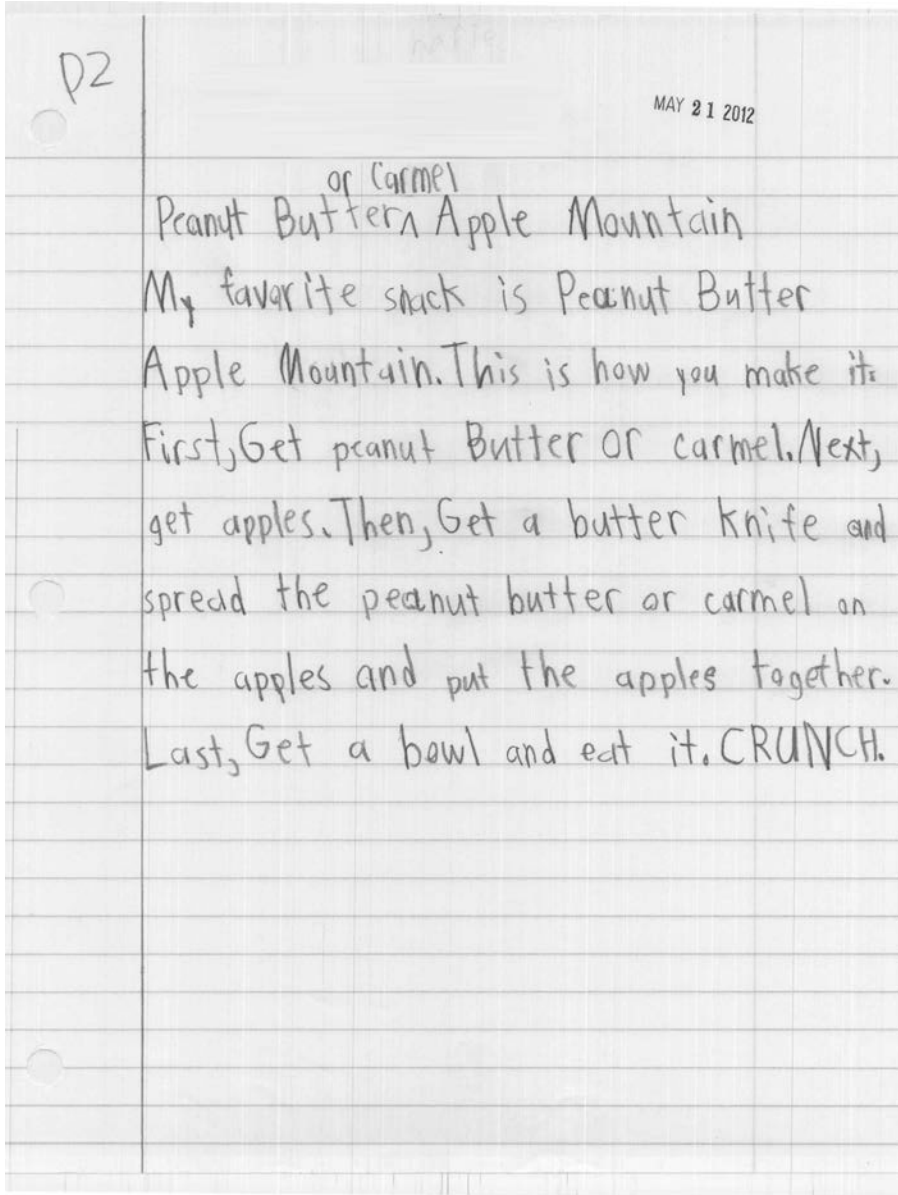 P2
MAY 21 2012
or Carmel
Peanut Butter^ Apple Mountain
My favorite snack is Peanut Butter
Apple Mountain. This is how you make it.
First, Get peanut Butter or carmel. Next,
get apples. Then, Get a butter knife and
spread the peanut butter or carmel on
the apples and put the apples together.
Last, Get a bowl and eat it. CRUNCH.